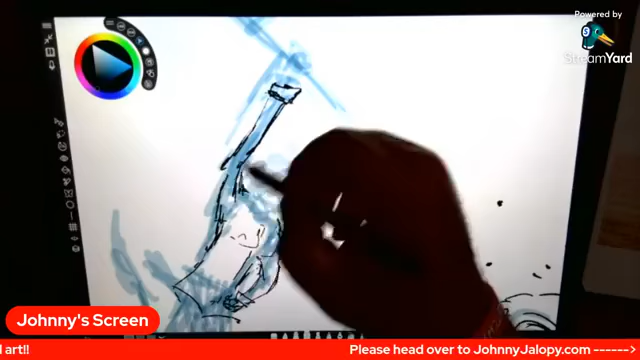 Powered by
StreamYard
Johnny's Screen
d art!!
Please head over to JohnnyJalopy.com ------>